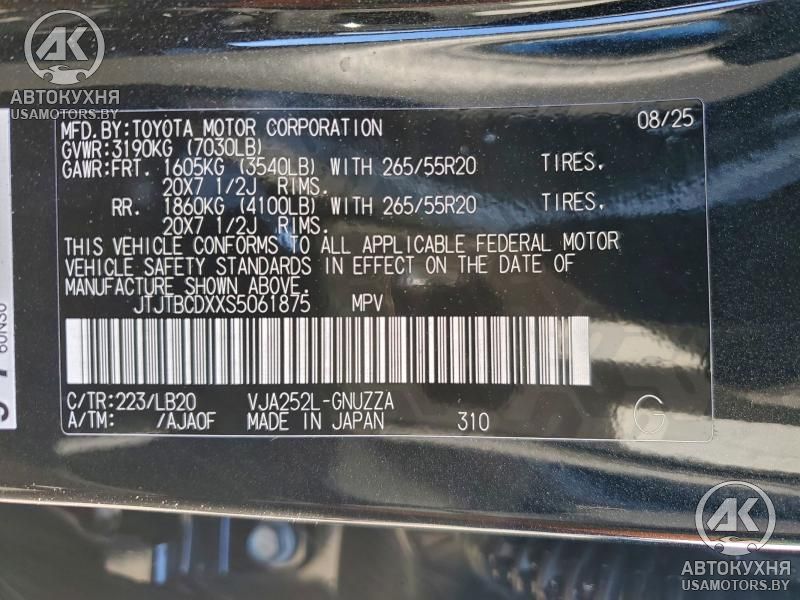 AK
АВТОКУХНЯ
USAMOTORS.BY
MFD.BY:TOYOTA MOTOR CORPORATION 08/25
GVWR:3190KG (7030LB)
GAWR:FRT. 1605KG (3540LB) WITH 265/55R20 TIRES,
20X7 1/2J RIMS.
RR. 1860KG (4100LB) WITH 265/55R20 TIRES,
20X7 1/2J RIMS.
THIS VEHICLE CONFORMS TO ALL APPLICABLE FEDERAL MOTOR
VEHICLE SAFETY STANDARDS IN EFFECT ON THE DATE OF
MANUFACTURE SHOWN ABOVE.
JTJTBCDXXS5061875 MPV
C/TR:223/LB20 VJA252L-GNUZZA
A/TM: /AJA0F MADE IN JAPAN 310
G
60N30
AK
АВТОКУХНЯ
USAMOTORS.BY